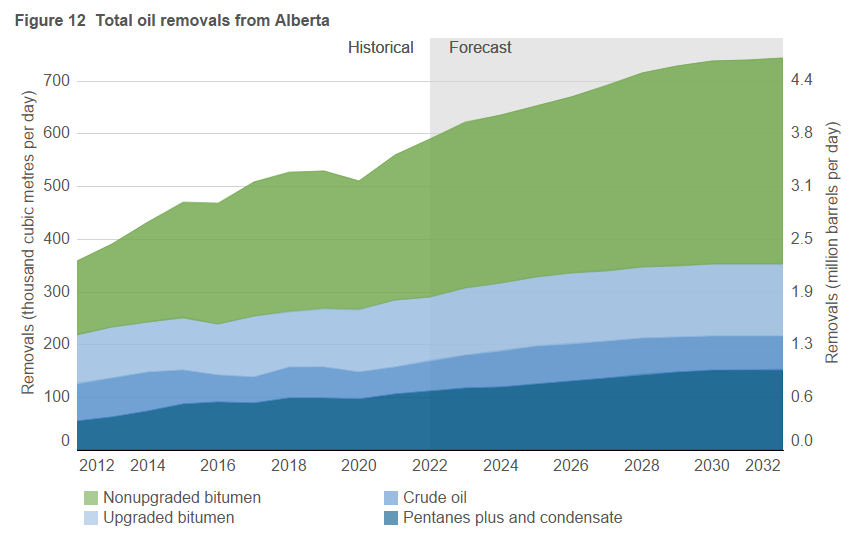 Figure 12 Total oil removals from Alberta
Historical
Forecast
Removals (thousand cubic metres per day)
700
600
500
400
300
200
100
0
4.4
3.8
3.1
2.5
1.9
1.3
0.6
0.0
Removals (million barrels per day)
2012 2014 2016 2018 2020 2022 2024 2026 2028 2030 2032
Nonupgraded bitumen
Crude oil
Upgraded bitumen
Pentanes plus and condensate